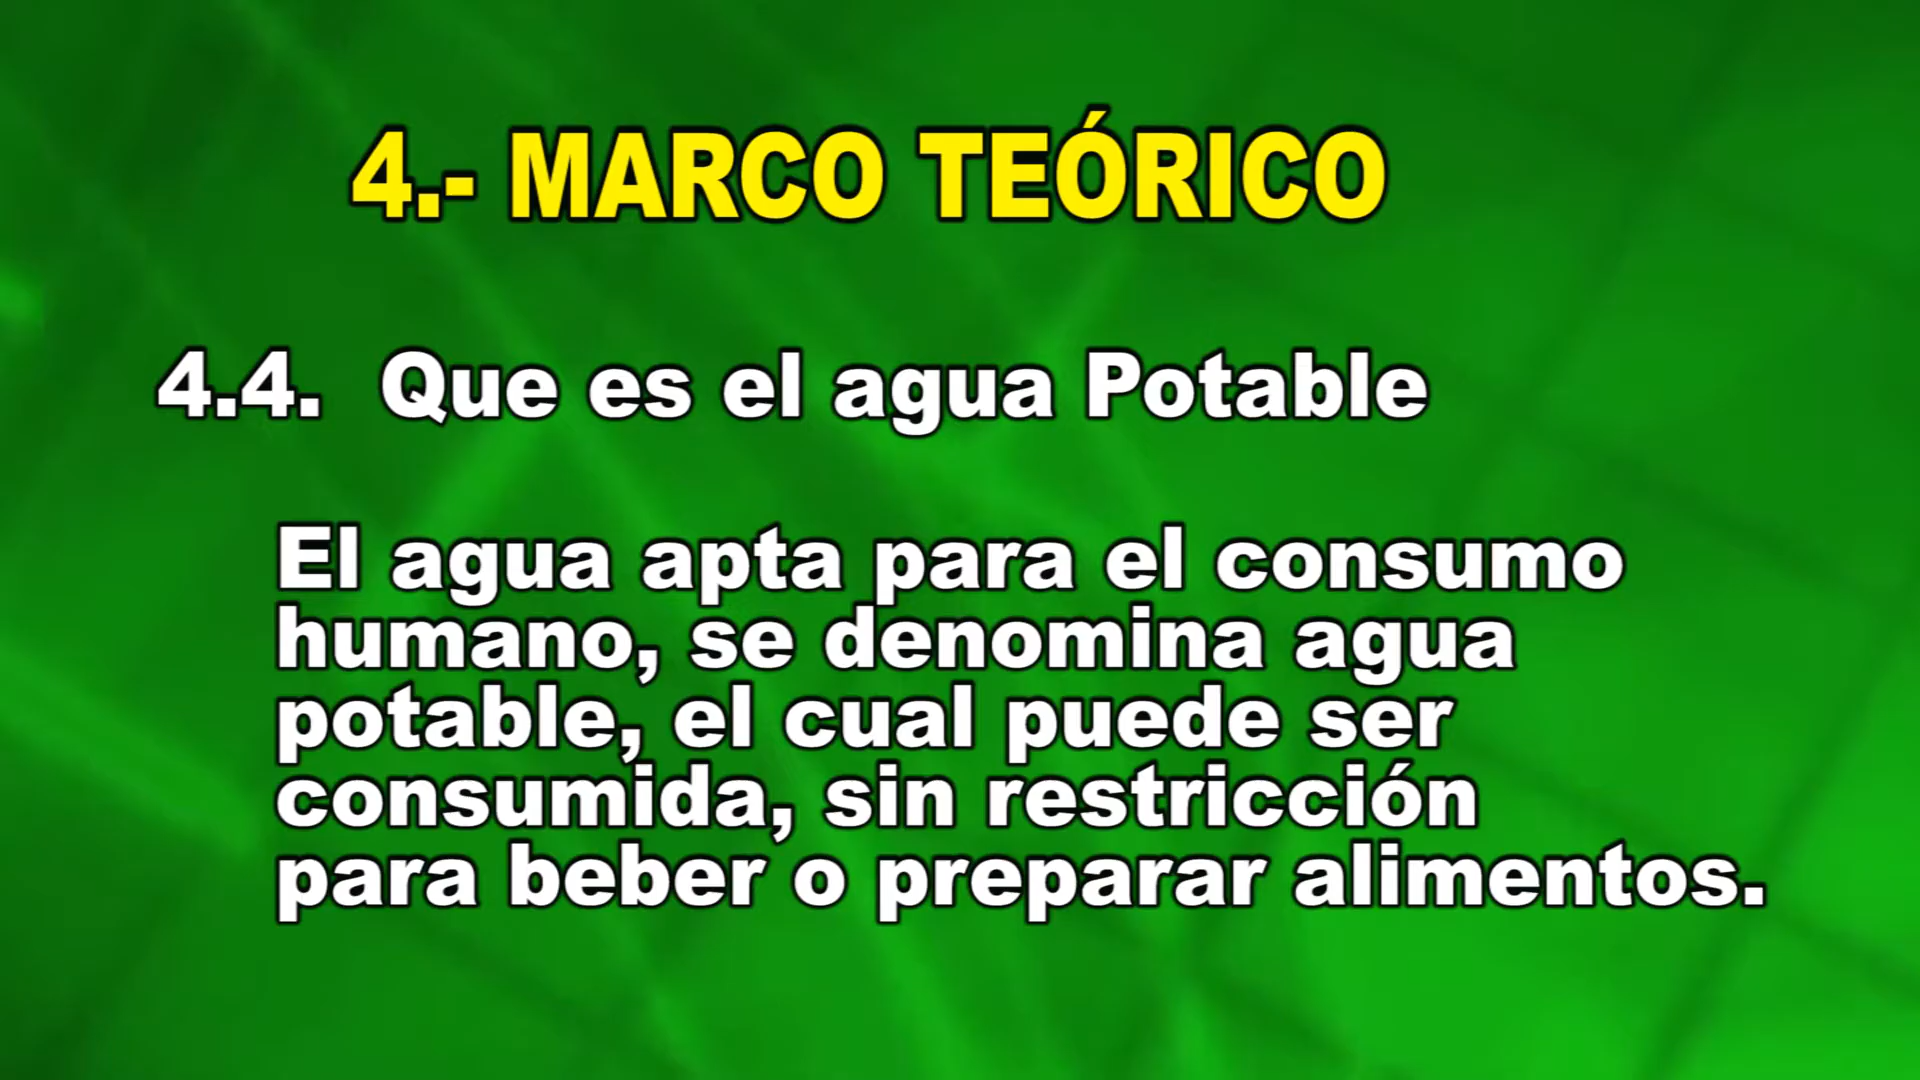 4.- MARCO TEÓRICO
4.4. Que es el agua Potable
El agua apta para el consumo
humano, se denomina agua
potable, el cual puede ser
consumida, sin restricción
para beber o preparar alimentos.